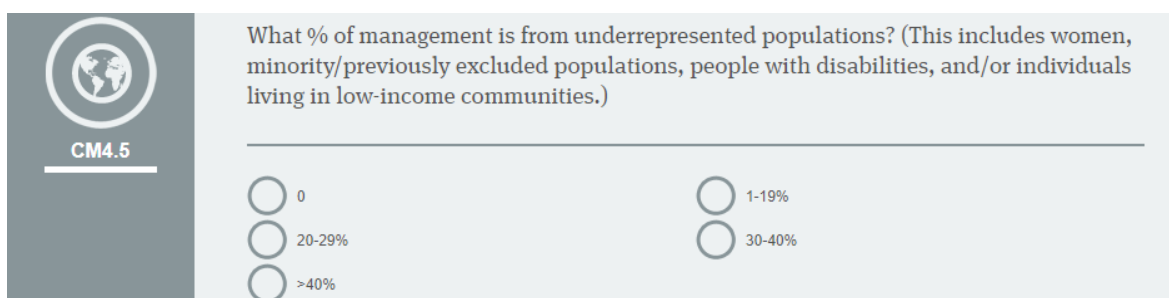 What % of management is from underrepresented populations? (This includes women,
minority/previously excluded populations, people with disabilities, and/or individuals
living in low-income communities.)
CM4.5
0
1-19%
20-29%
30-40%
>40%